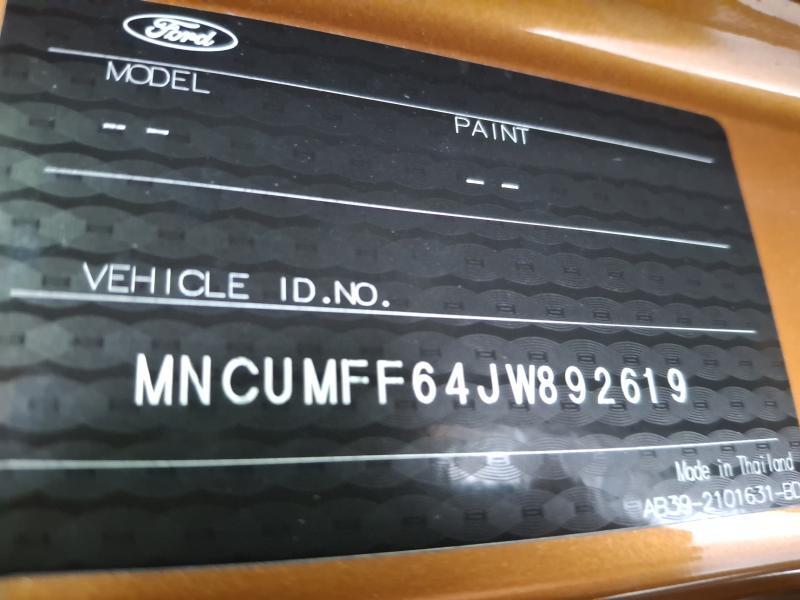 Ford
MODEL
-- --
PAINT
-- --
VEHICLE ID.NO.
MNCUMFF64JW892619
Made in Thailand
AB39-2101631-BD